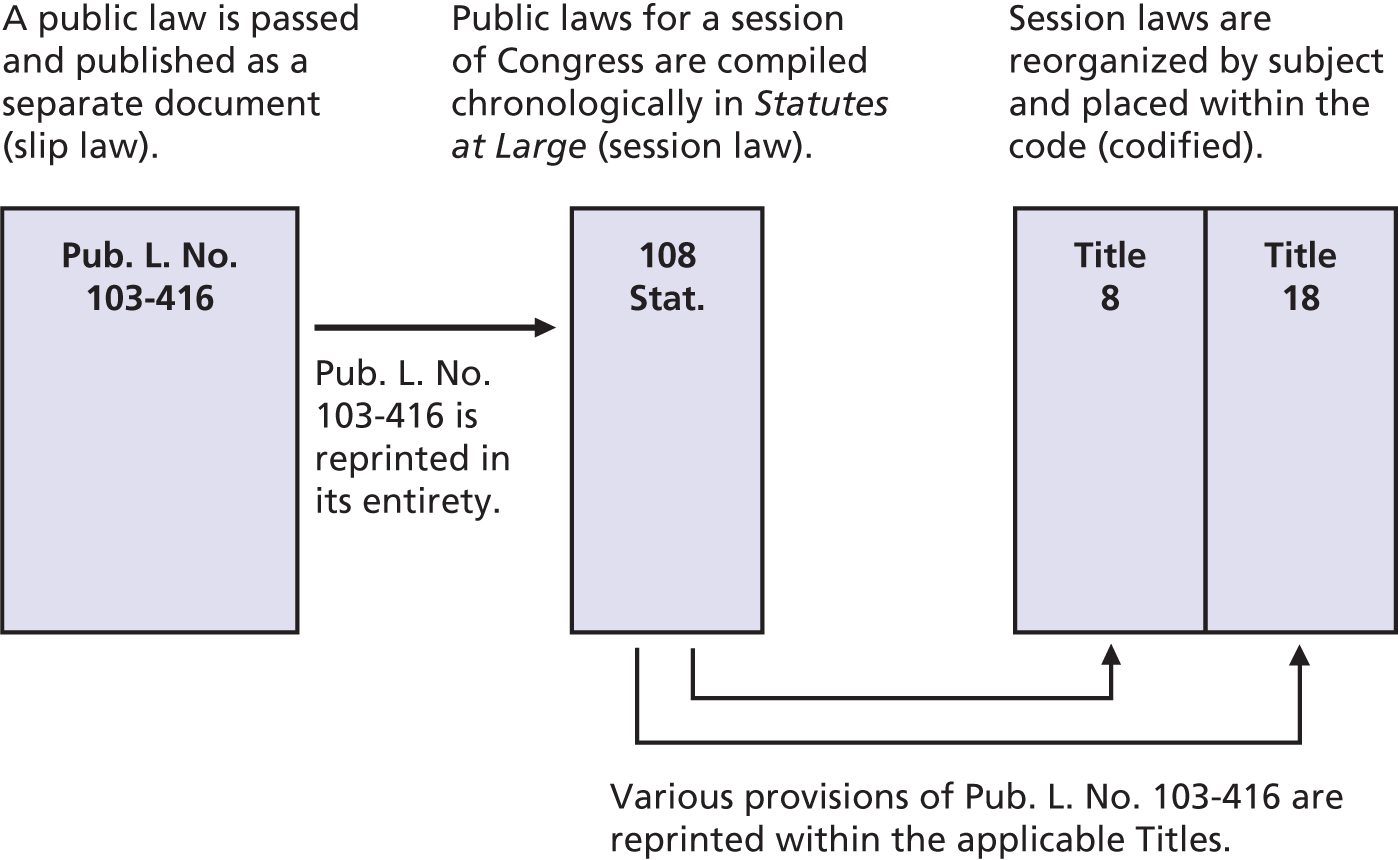 A public law is passed
and published as a
separate document
(slip law).
Public laws for a session
of Congress are compiled
chronologically in Statutes
at Large (session law).
Session laws are
reorganized by subject
and placed within the
code (codified).
Pub. L. No.
103-416
Pub. L. No.
103-416 is
reprinted in
its entirety.
108
Stat.
Title
8
Title
18
Various provisions of Pub. L. No. 103-416 are
reprinted within the applicable Titles.